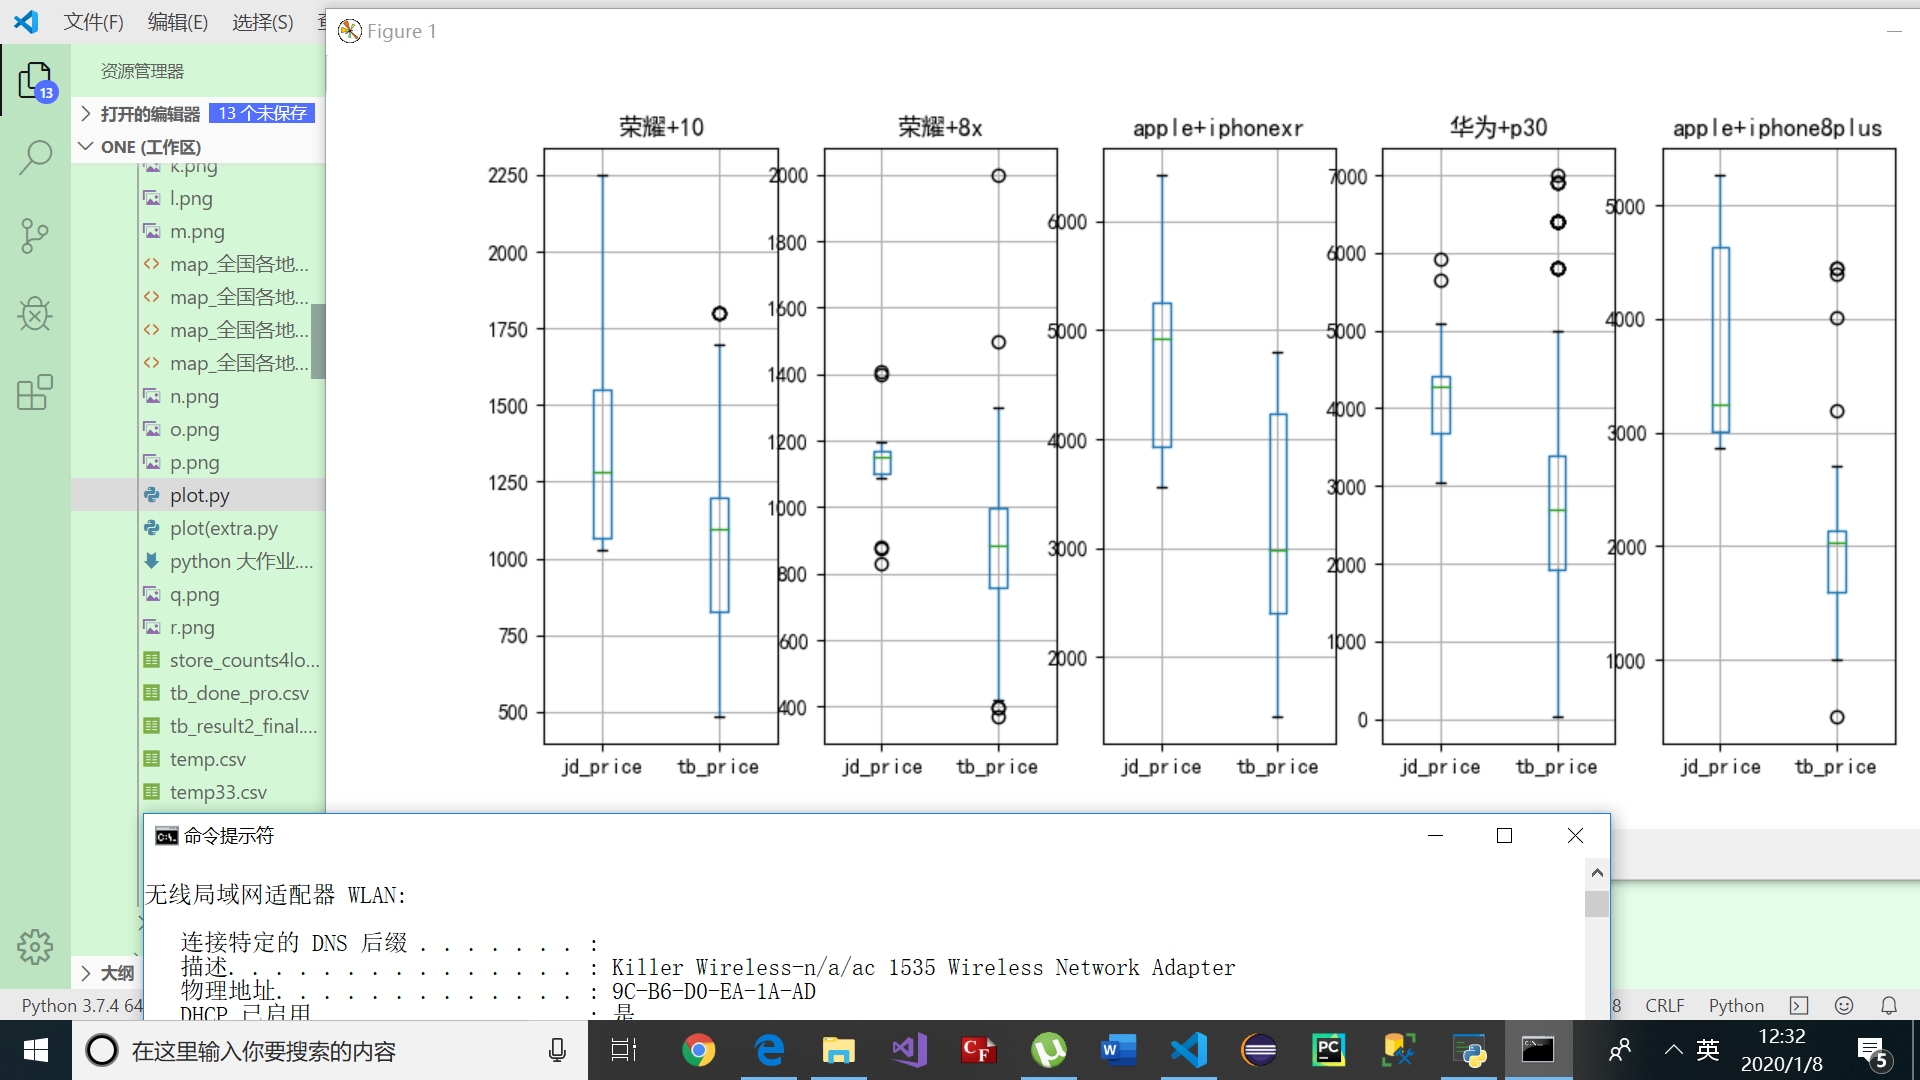 文件(F) 编辑(E) 选择(S)
Figure 1
13
资源管理器
打开的编辑器 13 个未保存
ONE (工作区)
k.png
l.png
m.png
map_全国各地...
map_全国各地...
map_全国各地...
map_全国各地...
n.png
o.png
p.png
plot.py
plot(extra.py
python 大作业....
q.png
r.png
store_counts4lo...
tb_done_pro.csv
tb_result2_final....
temp.csv
temp33.csv
大纲
Python 3.7.4 64
荣耀+10
2250
2000
1750
1500
1250
1000
750
500
jd_price tb_price
荣耀+8x
2000
1800
1600
1400
1200
1000
800
600
400
jd_price tb_price
apple+iphonexr
6000
5000
4000
3000
2000
jd_price tb_price
华为+p30
7000
6000
5000
4000
3000
2000
1000
0
jd_price tb_price
apple+iphone8plus
5000
4000
3000
2000
1000
jd_price tb_price
命令提示符
无线局域网适配器 WLAN:
连接特定的 DNS 后缀 . . . . . . . :
描述. . . . . . . . . . . . . . . : Killer Wireless-n/a/ac 1535 Wireless Network Adapter
物理地址. . . . . . . . . . . . . : 9C-B6-D0-EA-1A-AD
DHCP 已启用 : 是
8 CRLF Python
在这里输入你要搜索的内容
英
12:32
2020/1/8
5